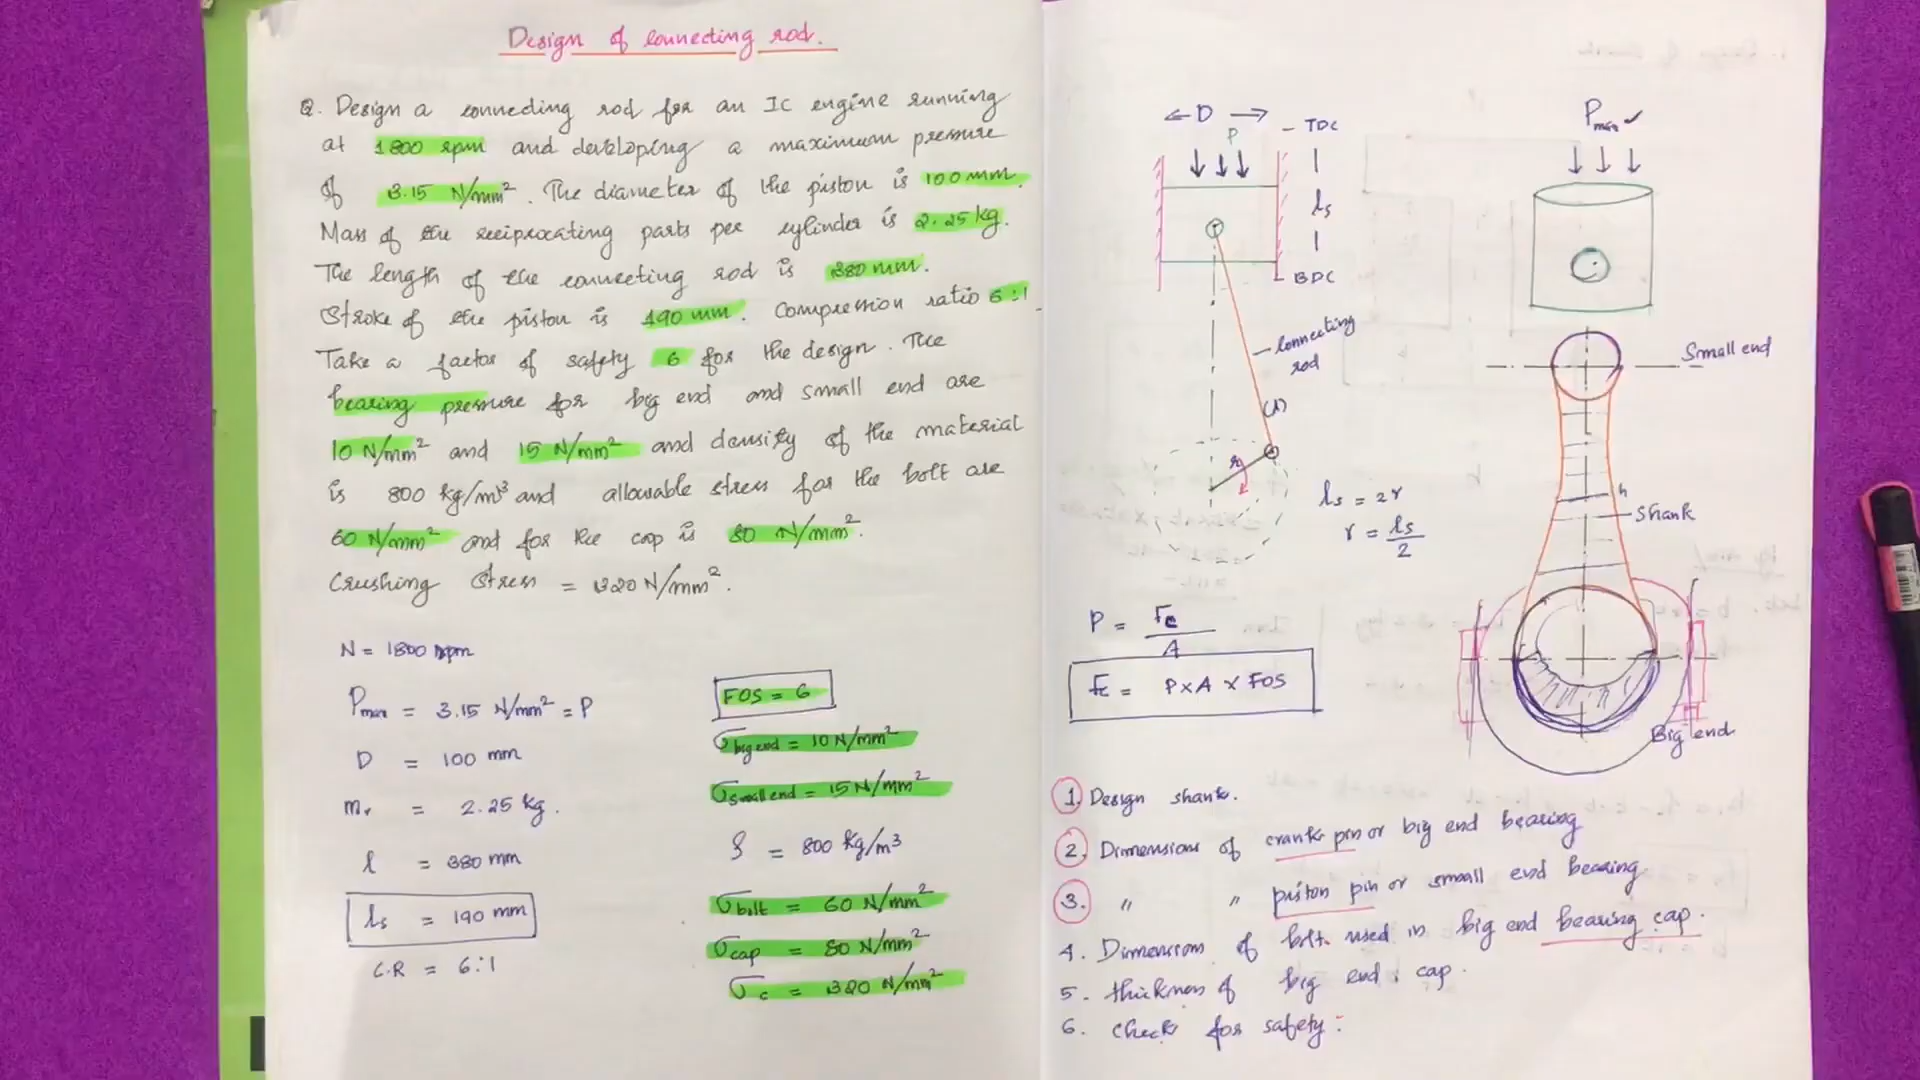 Design of connecting rod.
Q. Design a connecting rod for an IC engine running
at 1800 rpm and developing a maximum pressure
of 3.15 N/mm². The diameter of the piston is 100mm.
Mass of the reciprocating parts per cylinder is 2.25kg.
The length of the connecting rod is 380 mm.
Stroke of the piston is 190 mm. Compression ratio 6:1
Take a factor of safety 6 for the design. The
bearing pressure for big end and small end are
10 N/mm² and 15 N/mm² and density of the material
is 800 kg/m³ and allowable stress for the bolt are
60 N/mm² and for the cap is 80 N/mm².
Crushing Stress = 320 N/mm².
N = 1800 rpm
Pmax = 3.15 N/mm² = P
D = 100 mm
mr = 2.25 kg.
l = 380 mm
ls = 190 mm
C.R = 6:1
FOS = 6
σbig end = 10 N/mm²
σsmall end = 15 N/mm²
ρ = 800 kg/m³
σbolt = 60 N/mm²
σcap = 80 N/mm²
σc = 320 N/mm²
D
P
TDC
ls
BDC
connecting
rod
(l)
r
ls = 2r
r = ls/2
Pmax ✓
Small end
h
Shank
Big end
P = Fc/A
Fc = P×A × FOS
1. Design shank.
2. Dimensions of crank pin or big end bearing
3. " " piston pin or small end bearing
4. Dimensions of bolt used in big end bearing cap.
5. thickness of big end cap.
6. check for safety: